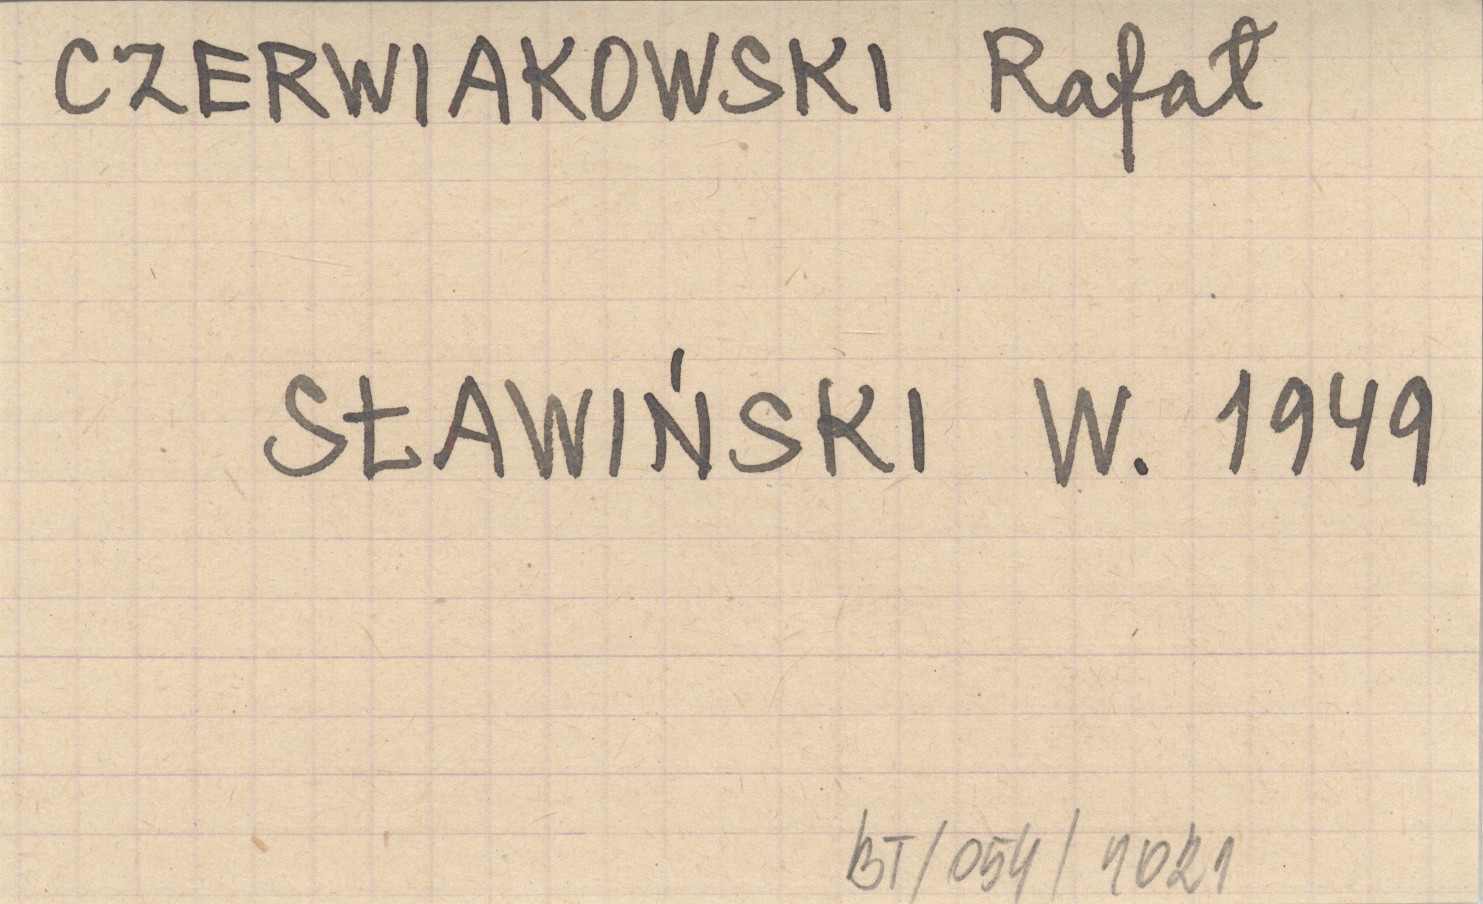 CZERWIAKOWSKI Rafał
SŁAWIŃSKI W. 1949
BT/054/1021